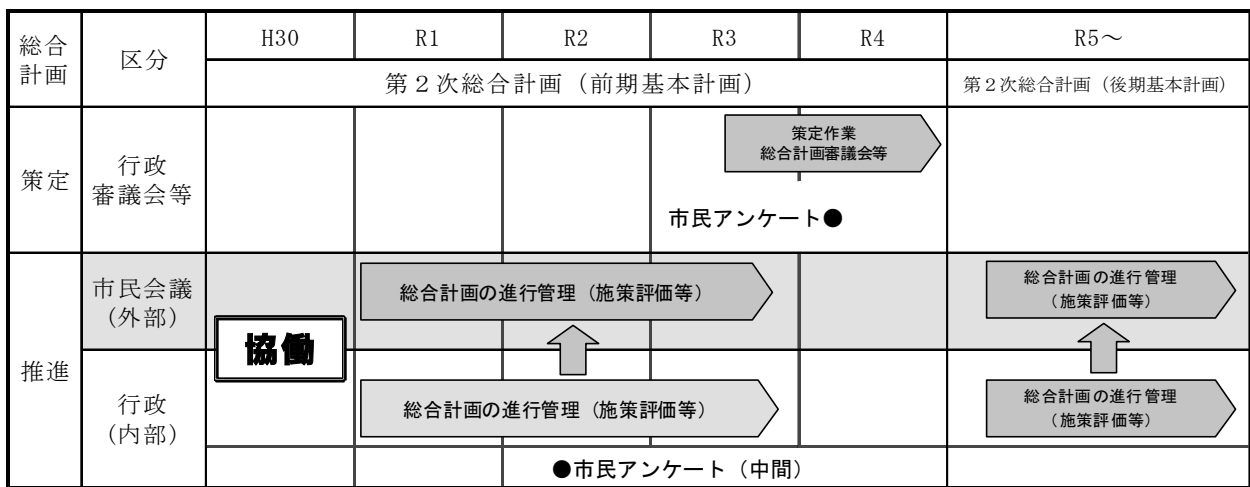 総合
計画
区分
H30
R1
R2
R3
R4
R5～
第２次総合計画（前期基本計画）
第２次総合計画（後期基本計画）
策定
行政
審議会等
策定作業
総合計画審議会等
市民アンケート●
推進
市民会議
（外部）
総合計画の進行管理（施策評価等）
総合計画の進行管理
（施策評価等）
協働
行政
（内部）
総合計画の進行管理（施策評価等）
総合計画の進行管理
（施策評価等）
●市民アンケート（中間）